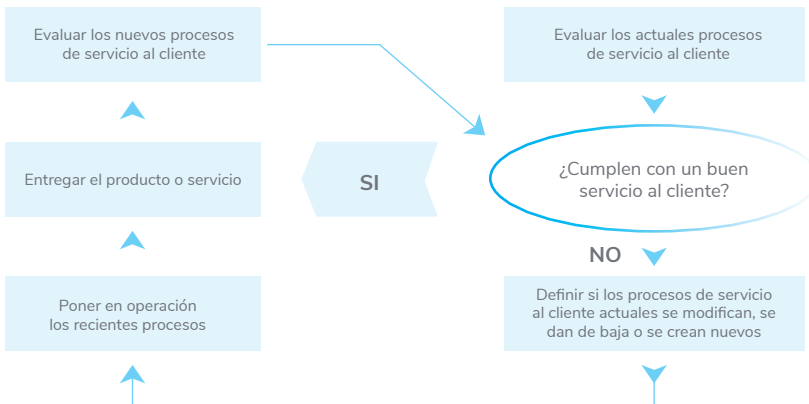 Evaluar los nuevos procesos
de servicio al cliente
Evaluar los actuales procesos
de servicio al cliente
Entregar el producto o servicio
SI
¿Cumplen con un buen
servicio al cliente?
NO
Poner en operación
los recientes procesos
Definir si los procesos de servicio
al cliente actuales se modifican, se
dan de baja o se crean nuevos